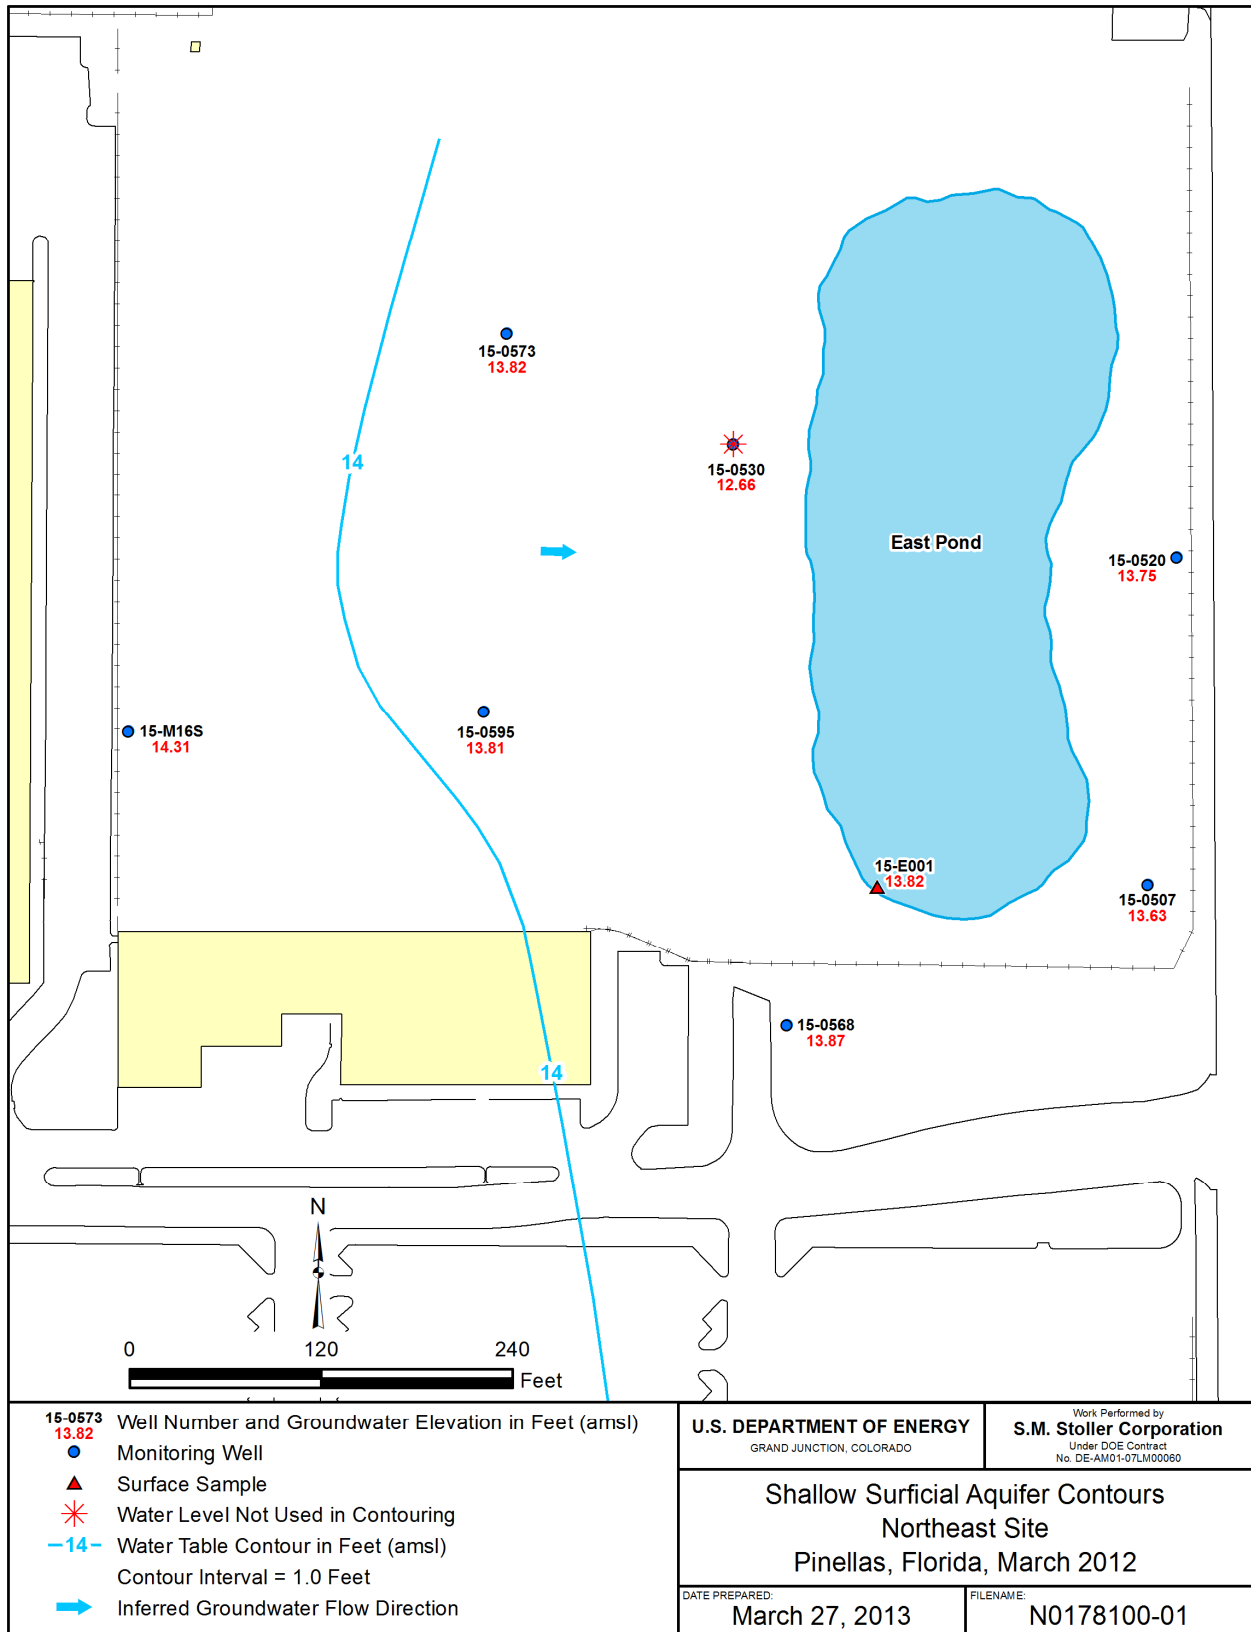 15-0573
13.82
14
15-0530
12.66
East Pond
15-0520
13.75
15-M16S
14.31
15-0595
13.81
15-E001
13.82
15-0507
13.63
15-0568
13.87
14
N
0 120 240
Feet
15-0573
13.82
Well Number and Groundwater Elevation in Feet (amsl)
Monitoring Well
Surface Sample
Water Level Not Used in Contouring
14 Water Table Contour in Feet (amsl)
Contour Interval = 1.0 Feet
Inferred Groundwater Flow Direction
U.S. DEPARTMENT OF ENERGY
GRAND JUNCTION, COLORADO
Work Performed by
S.M. Stoller Corporation
Under DOE Contract
No. DE-AM01-07LM00060
Shallow Surficial Aquifer Contours
Northeast Site
Pinellas, Florida, March 2012
DATE PREPARED:
March 27, 2013
FILENAME:
N0178100-01